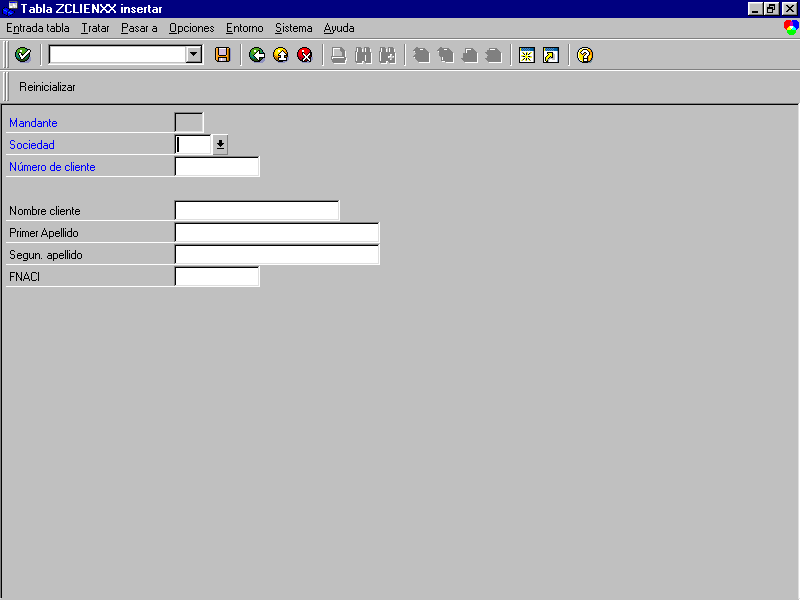 Tabla ZCLIENXX insertar
Entrada tabla Tratar Pasar a Opciones Entorno Sistema Ayuda
Reinicializar
Mandante
Sociedad
Número de cliente
Nombre cliente
Primer Apellido
Segun. apellido
FNACI